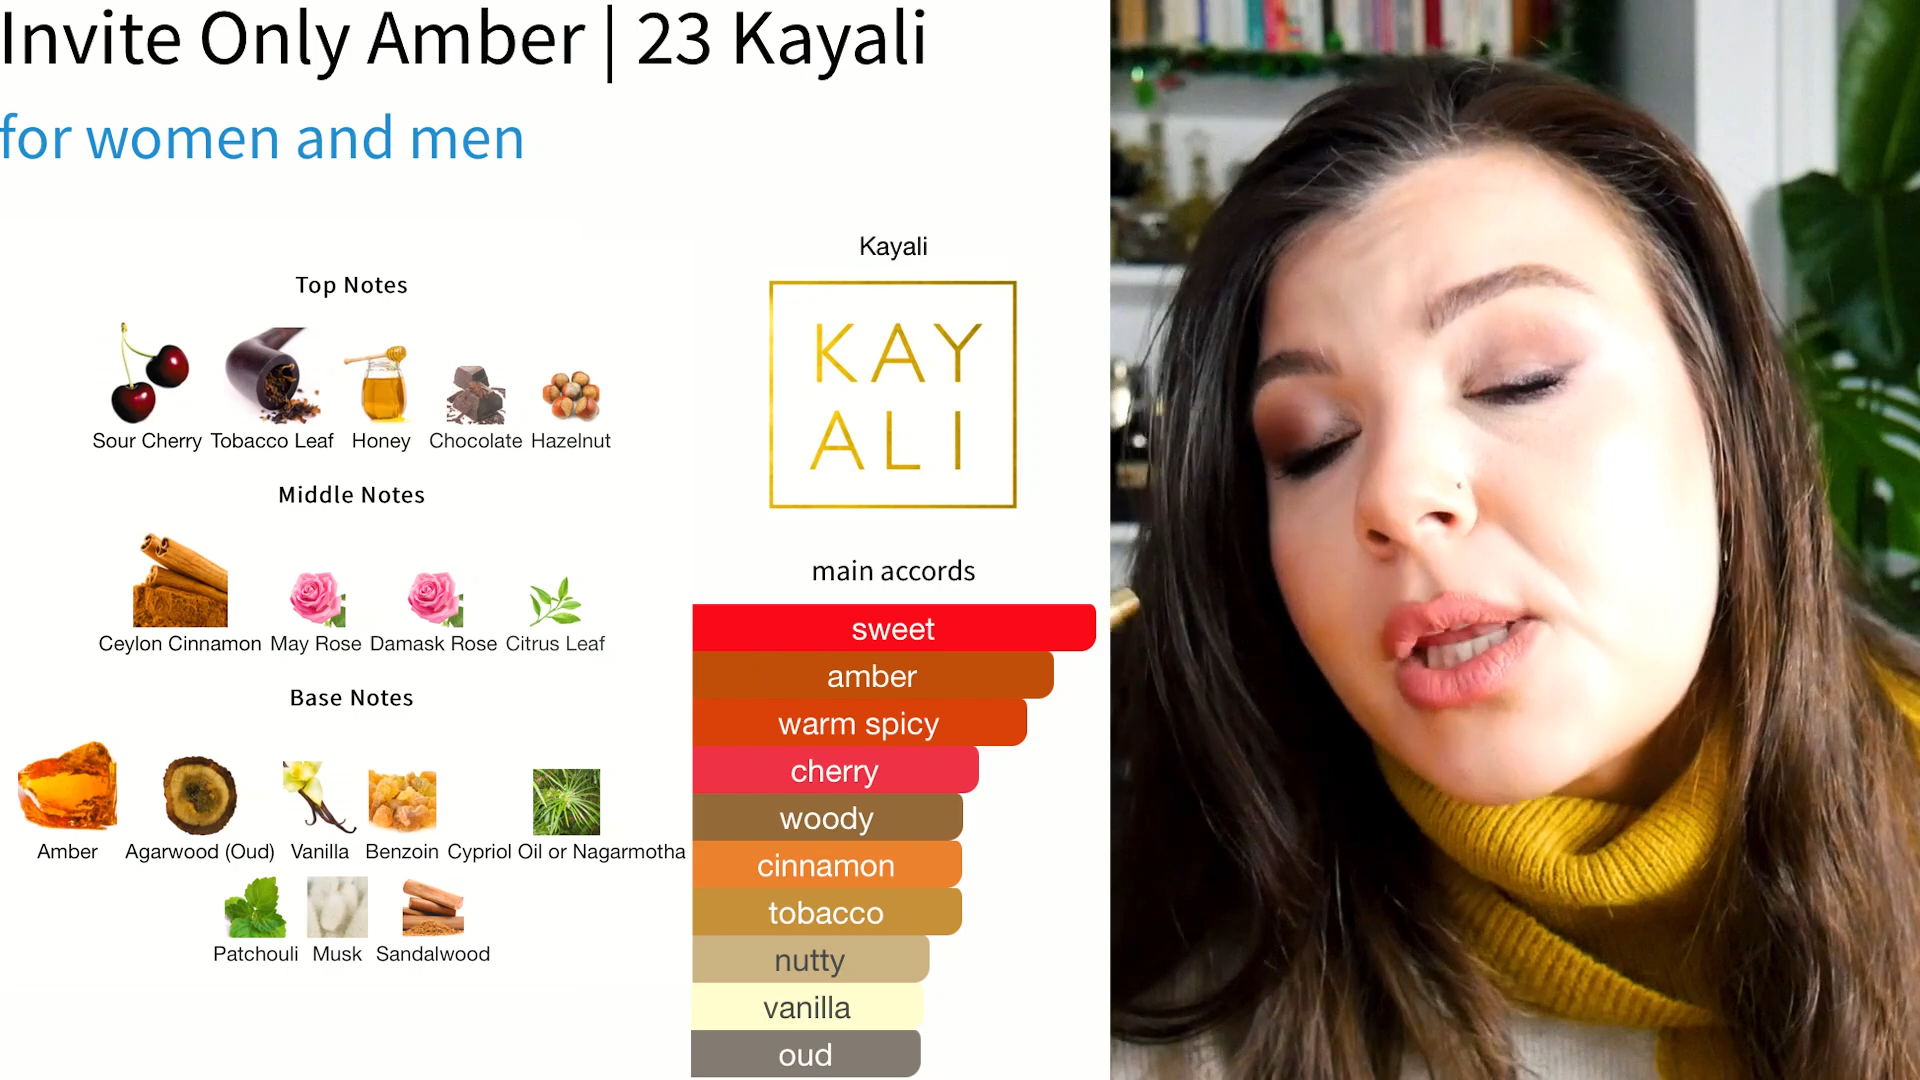 Invite Only Amber | 23 Kayali
for women and men
Top Notes
Sour Cherry Tobacco Leaf Honey Chocolate Hazelnut
Middle Notes
Ceylon Cinnamon May Rose Damask Rose Citrus Leaf
Base Notes
Amber Agarwood (Oud) Vanilla Benzoin Cypriol Oil or Nagarmotha
Patchouli Musk Sandalwood
Kayali
KAY
ALI
main accords
sweet
amber
warm spicy
cherry
woody
cinnamon
tobacco
nutty
vanilla
oud